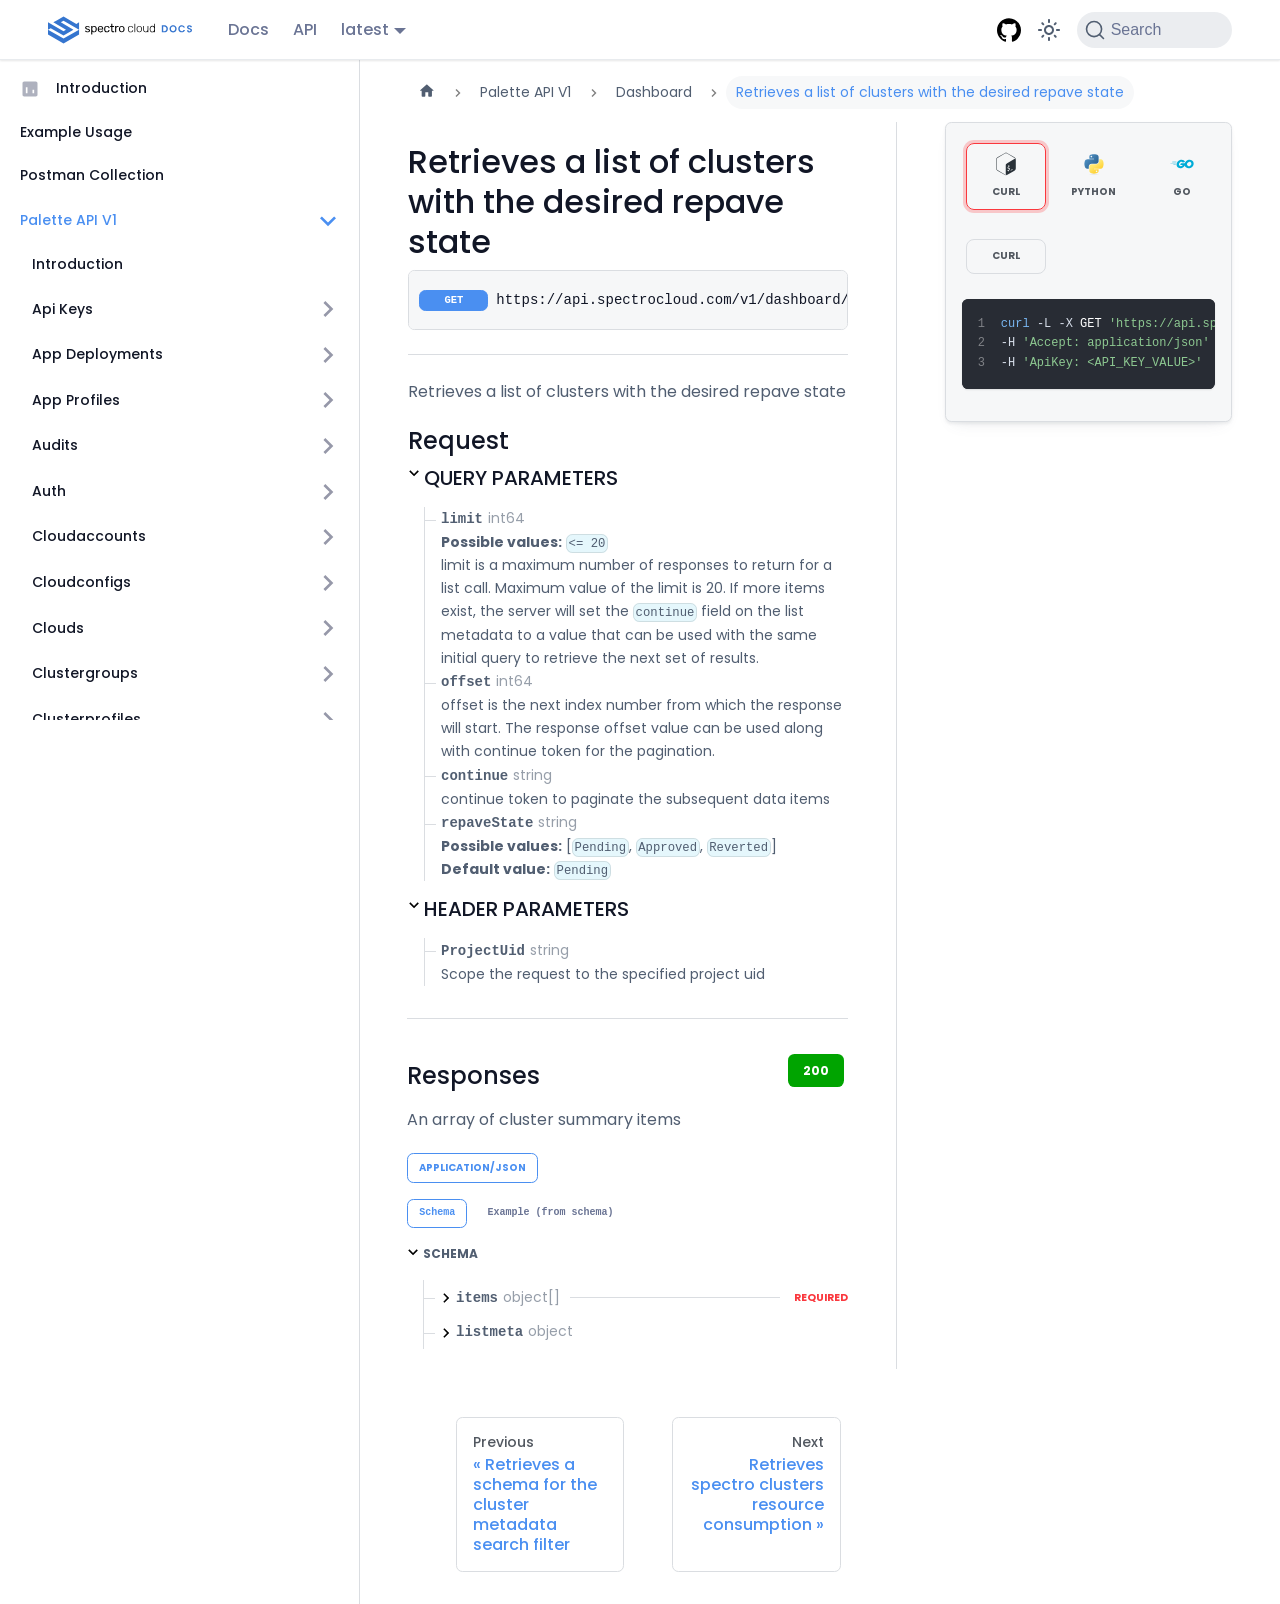 spectro cloud DOCS
Docs
API
latest
Search
Introduction
Example Usage
Postman Collection
Palette API V1
Introduction
Api Keys
App Deployments
App Profiles
Audits
Auth
Cloudaccounts
Cloudconfigs
Clouds
Clustergroups
Clusterprofiles
Palette API V1
Dashboard
Retrieves a list of clusters with the desired repave state
Retrieves a list of clusters
with the desired repave
state
GET https://api.spectrocloud.com/v1/dashboard/
Retrieves a list of clusters with the desired repave state
Request
QUERY PARAMETERS
limit int64
Possible values: <= 20
limit is a maximum number of responses to return for a
list call. Maximum value of the limit is 20. If more items
exist, the server will set the continue field on the list
metadata to a value that can be used with the same
initial query to retrieve the next set of results.
offset int64
offset is the next index number from which the response
will start. The response offset value can be used along
with continue token for the pagination.
continue string
continue token to paginate the subsequent data items
repaveState string
Possible values: [Pending, Approved, Reverted]
Default value: Pending
HEADER PARAMETERS
ProjectUid string
Scope the request to the specified project uid
Responses
200
An array of cluster summary items
APPLICATION/JSON
Schema
Example (from schema)
SCHEMA
items object[]
REQUIRED
listmeta object
Previous
« Retrieves a
schema for the
cluster
metadata
search filter
Next
Retrieves
spectro clusters
resource
consumption »
CURL
PYTHON
GO
CURL
1 curl -L -X GET 'https://api.sp
2 -H 'Accept: application/json'
3 -H 'ApiKey: <API_KEY_VALUE>'